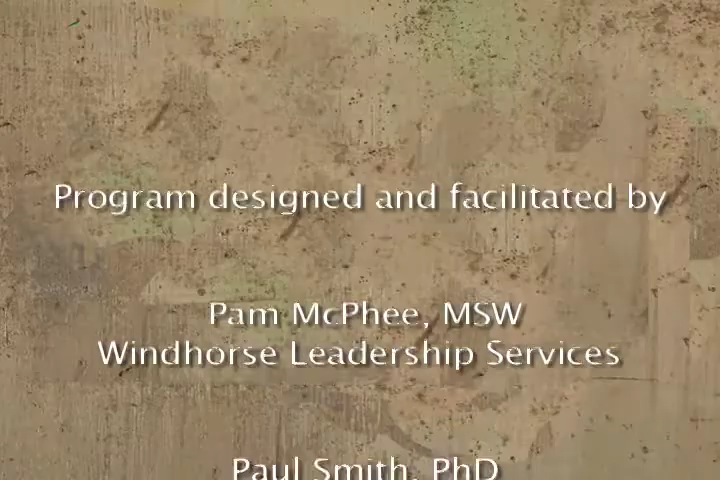 Program designed and facilitated by
Pam McPhee, MSW
Windhorse Leadership Services
Paul Smith, PhD